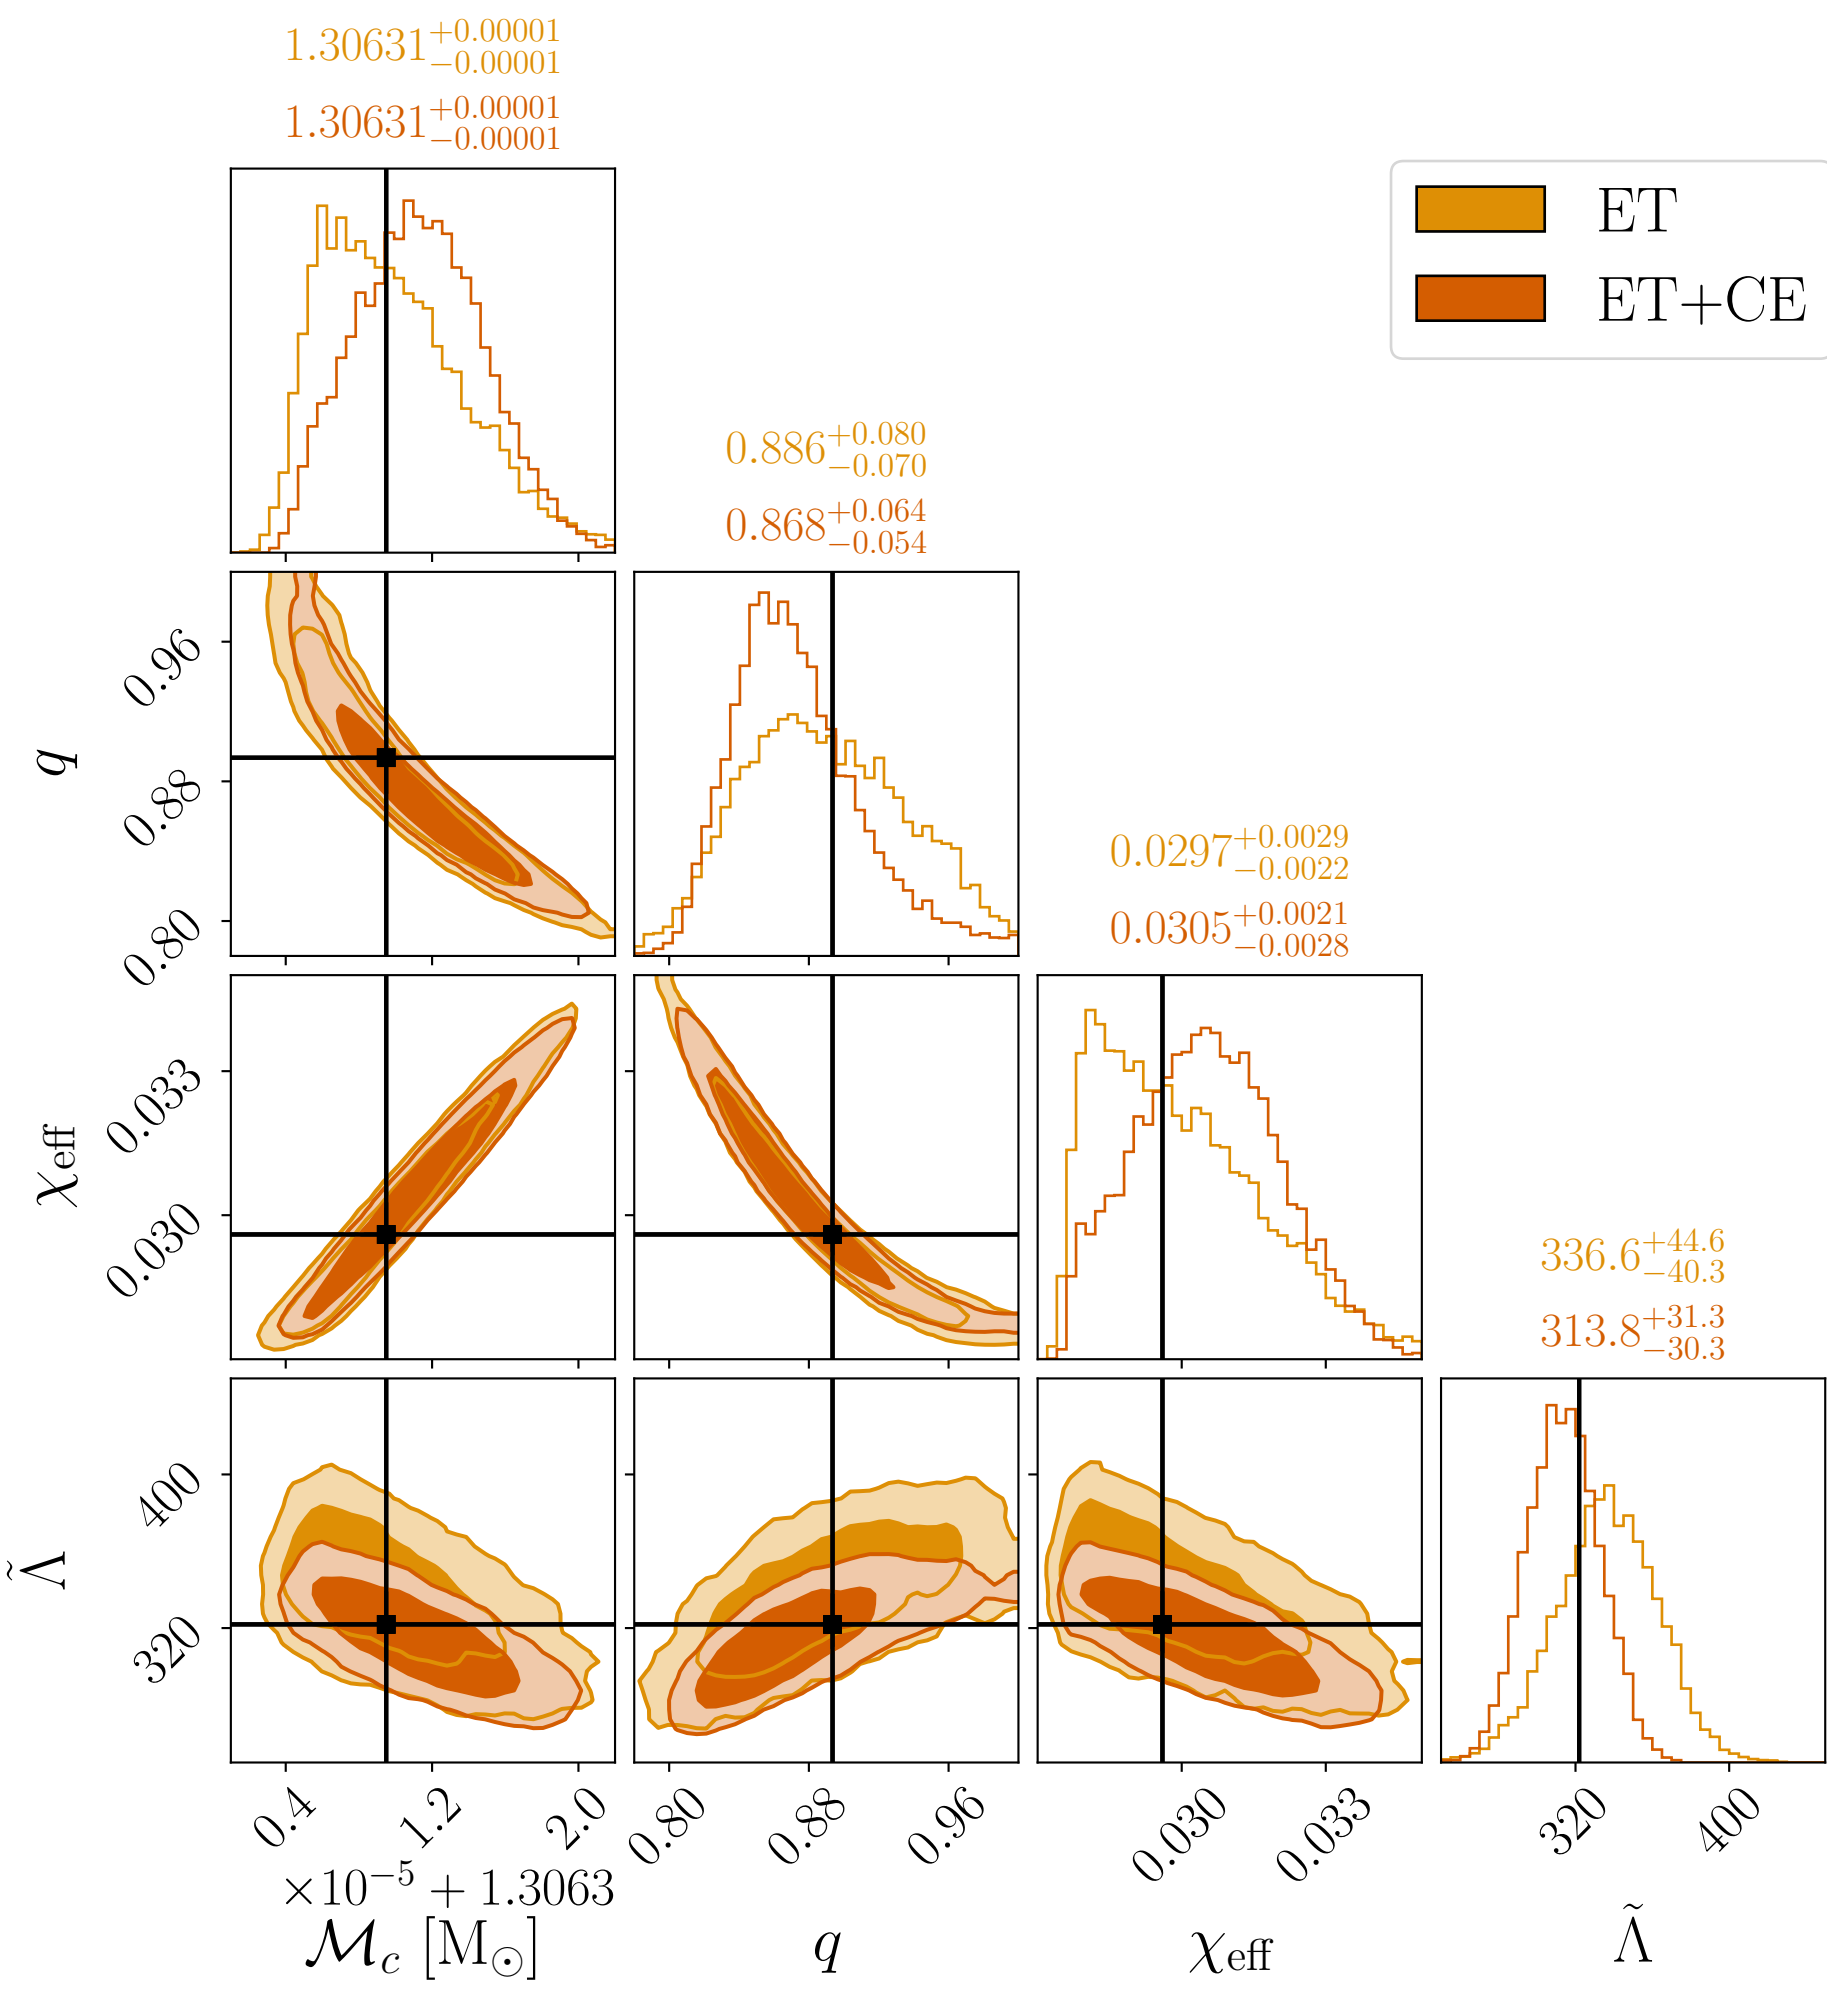 1.30631+0.00001−0.00001
1.30631+0.00001−0.00001
ET
ET+CE
0.886+0.080−0.070
0.868+0.064−0.054
0.96
0.88
0.80
q
0.0297+0.0029−0.0022
0.0305+0.0021−0.0028
0.033
0.030
χeff
336.6+44.6−40.3
313.8+31.3−30.3
400
320
Λ̃
0.4 1.2 2.0
0.80 0.88 0.96
0.030 0.033
320 400
×10−5 + 1.3063
ℳc [M⊙]
q
χeff
Λ̃